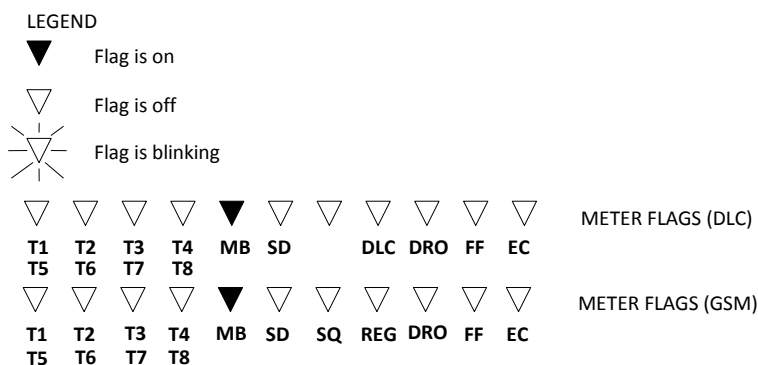 LEGEND
Flag is on
Flag is off
Flag is blinking
METER FLAGS (DLC)
T1 T2 T3 T4 MB SD DLC DRO FF EC
T5 T6 T7 T8
METER FLAGS (GSM)
T1 T2 T3 T4 MB SD SQ REG DRO FF EC
T5 T6 T7 T8